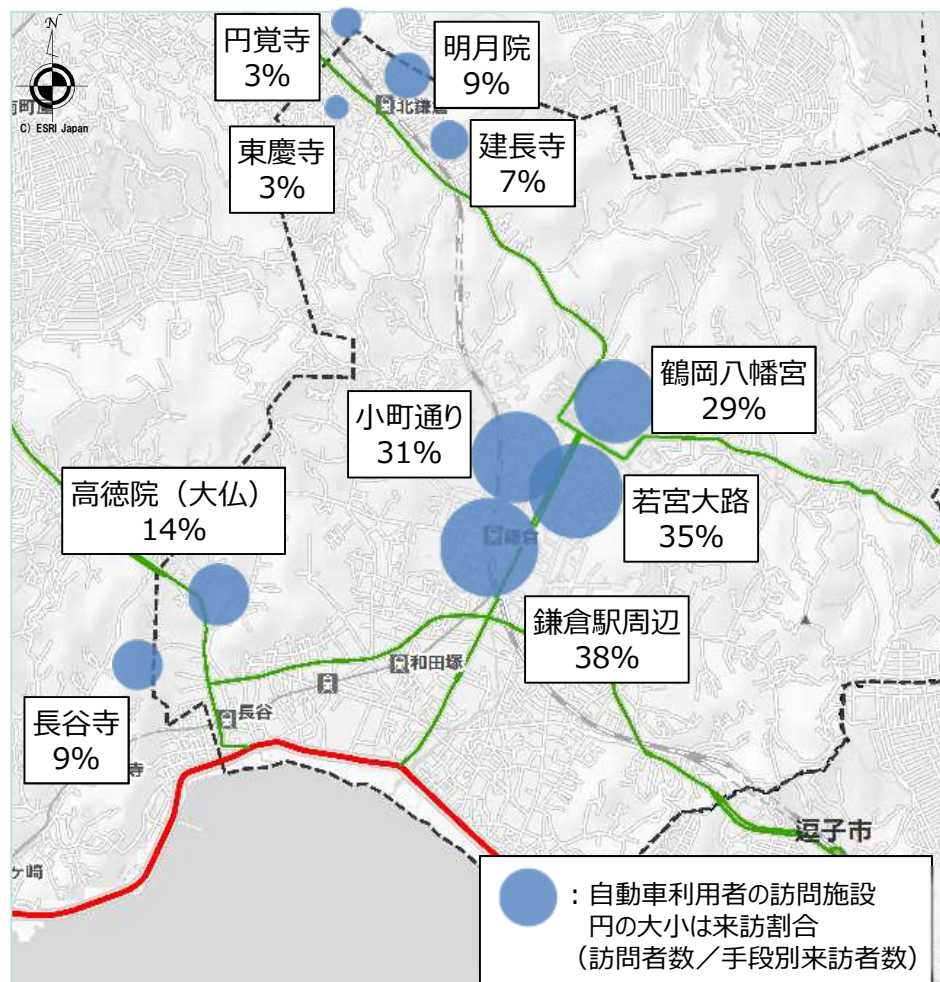 N
C) ESRI Japan
円覚寺
3%
明月院
9%
北鎌倉
東慶寺
3%
建長寺
7%
鶴岡八幡宮
29%
小町通り
31%
若宮大路
35%
高徳院（大仏）
14%
鎌倉
鎌倉駅周辺
38%
和田塚
長谷
長谷寺
9%
寺
逗子市
ヶ崎
：自動車利用者の訪問施設
円の大小は来訪割合
（訪問者数／手段別来訪者数）